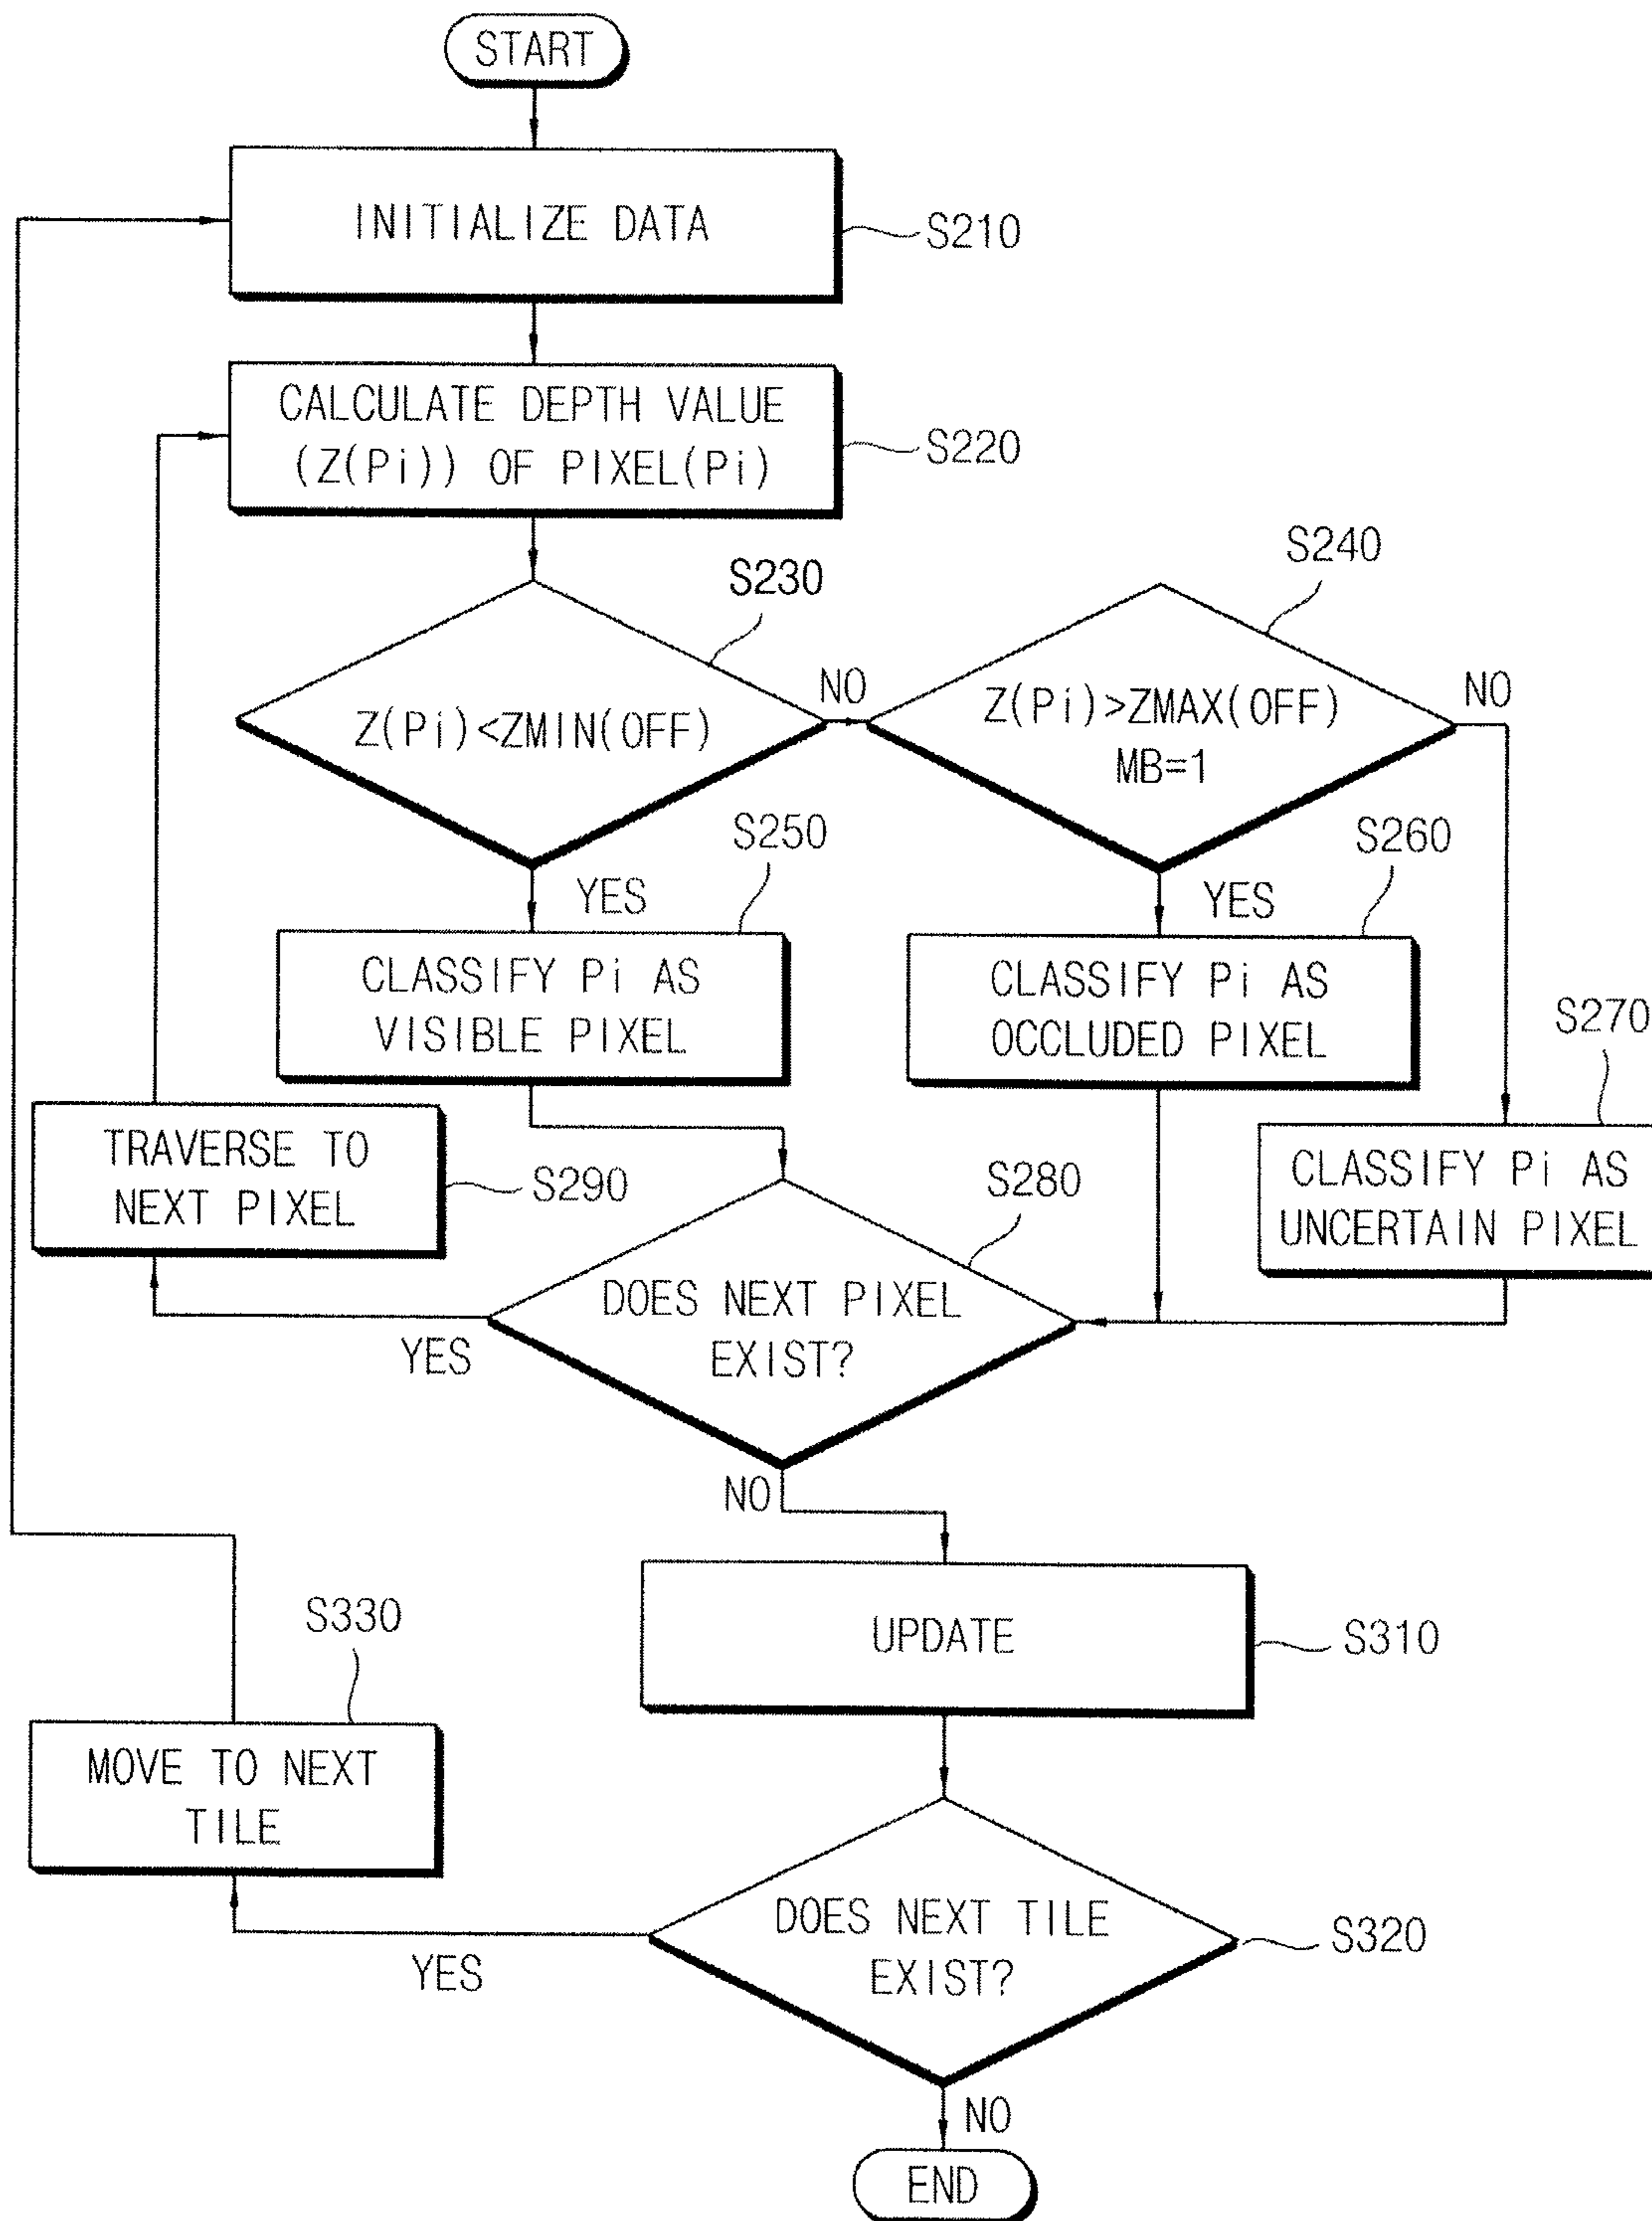 START
INITIALIZE DATA
S210
CALCULATE DEPTH VALUE
(Z(Pi)) OF PIXEL(Pi)
S220
S230
Z(Pi)<ZMIN(OFF)
NO
S240
Z(Pi)>ZMAX(OFF)
MB=1
NO
YES
S250
CLASSIFY Pi AS
VISIBLE PIXEL
YES
S260
CLASSIFY Pi AS
OCCLUDED PIXEL
S270
CLASSIFY Pi AS
UNCERTAIN PIXEL
TRAVERSE TO
NEXT PIXEL
S290
S280
DOES NEXT PIXEL
EXIST?
YES
NO
UPDATE
S310
S330
MOVE TO NEXT
TILE
DOES NEXT TILE
EXIST?
S320
YES
NO
END